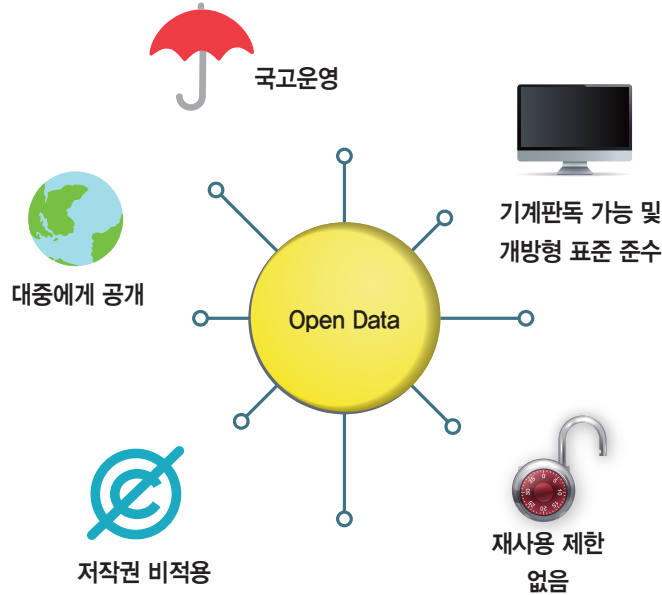 국고운영
기계판독 가능 및
개방형 표준 준수
대중에게 공개
Open Data
저작권 비적용
재사용 제한
없음